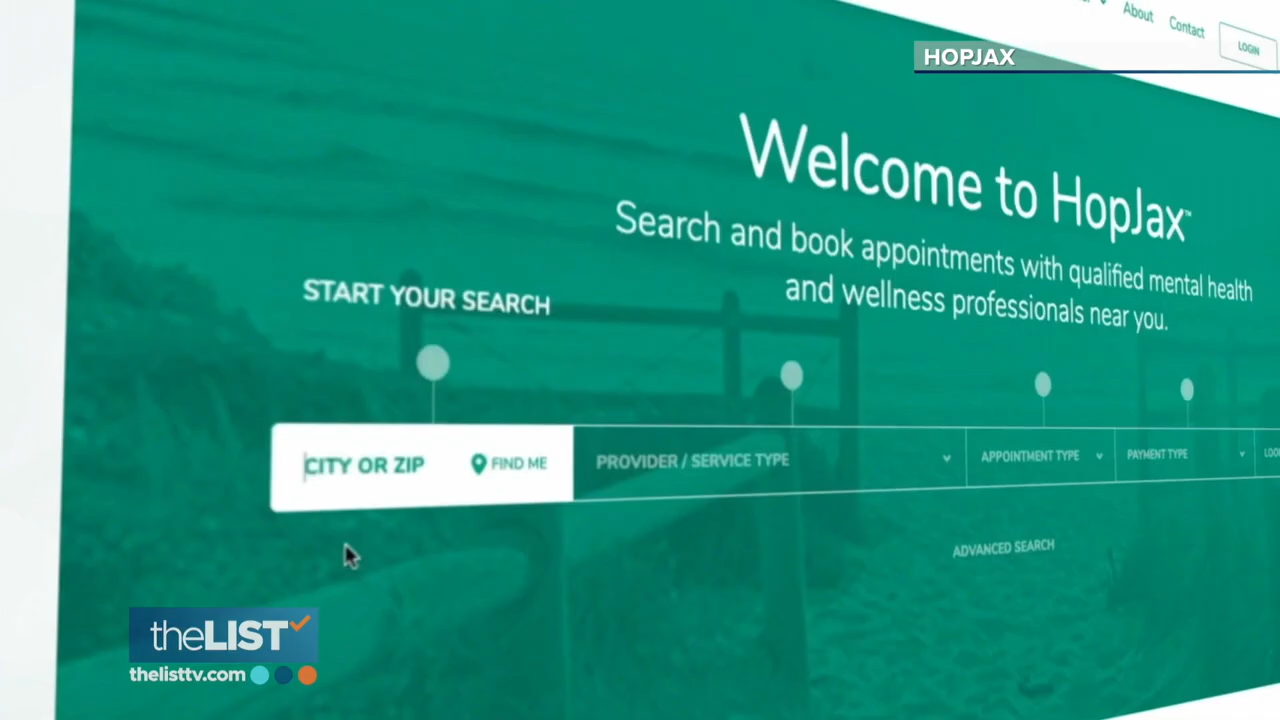 About
Contact
LOGIN
HOPJAX
Welcome to HopJax™
Search and book appointments with qualified mental health
and wellness professionals near you.
START YOUR SEARCH
CITY OR ZIP
FIND ME
PROVIDER / SERVICE TYPE
APPOINTMENT TYPE
PAYMENT TYPE
ADVANCED SEARCH
theLIST
thelisttv.com